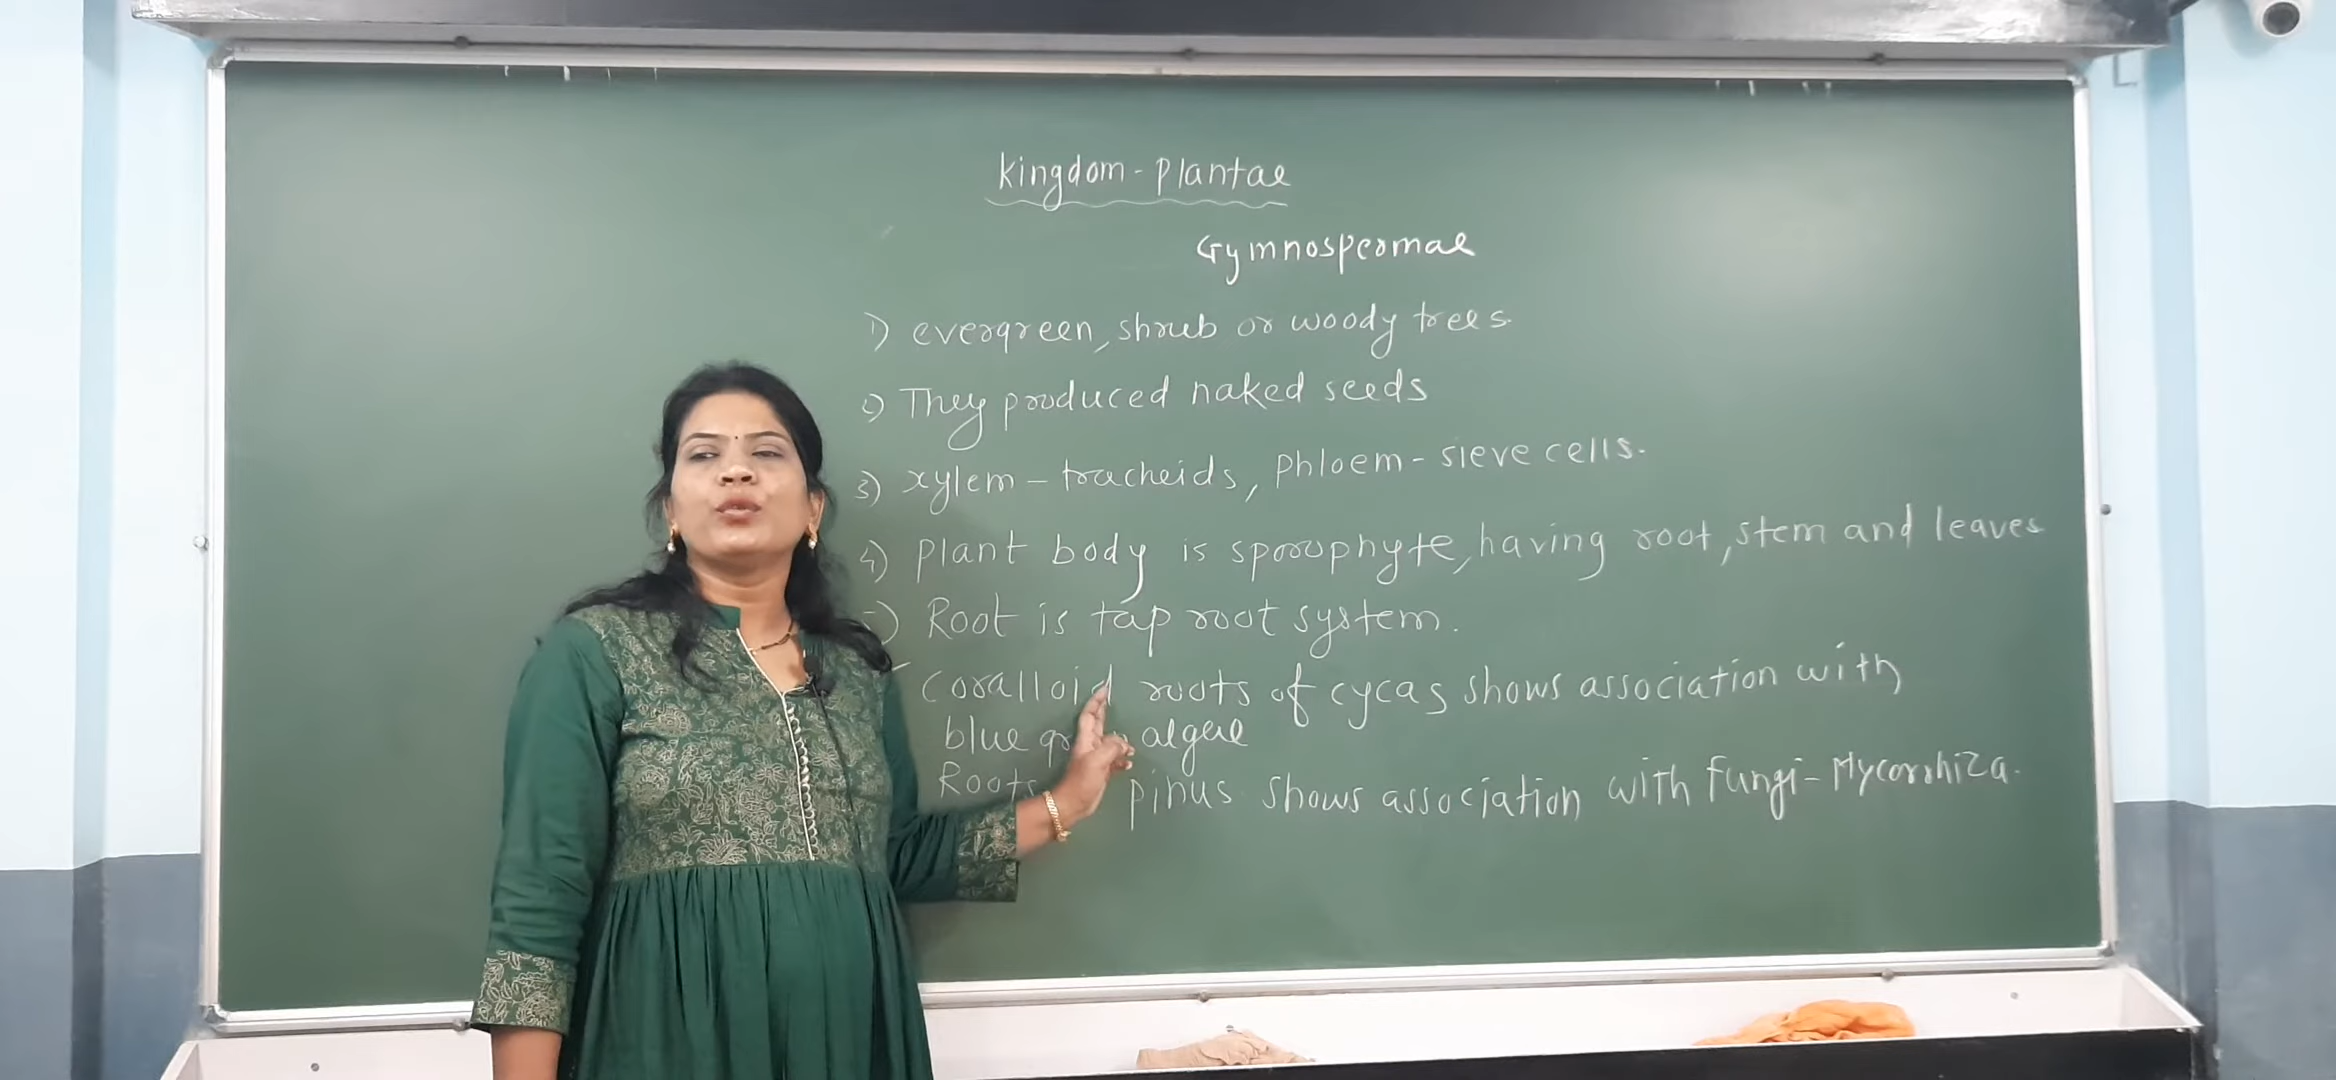 Kingdom - Plantae
Gymnospermae
1) evergreen, shrub or woody trees.
2) They produced naked seeds
3) xylem - tracheids, Phloem - sieve cells.
4) plant body is sporophyte, having root, stem and leaves
) Root is tap root system.
Coralloid roots of cycas shows association with
blue algae
Roots pinus shows association with Fungi - Mycorrhiza.